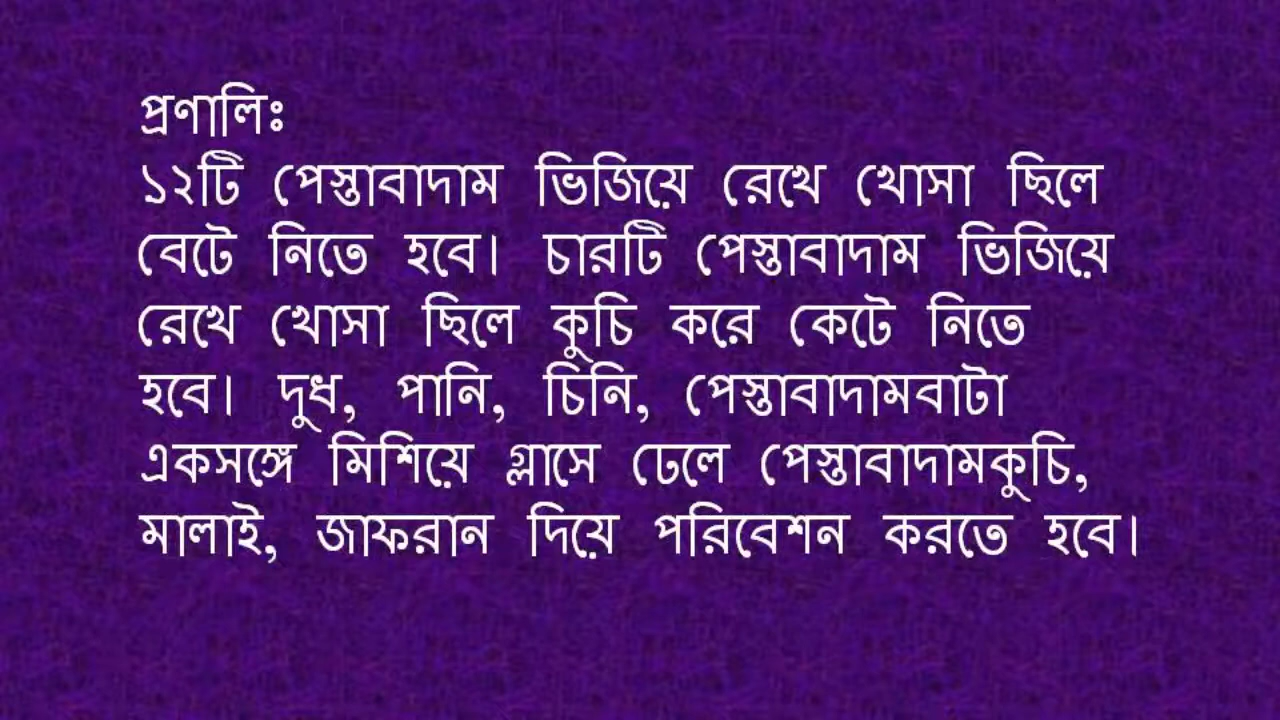 প্রণালিঃ
১২টি পেস্তাবাদাম ভিজিয়ে রেখে খোসা ছিলে
বেটে নিতে হবে। চারটি পেস্তাবাদাম ভিজিয়ে
রেখে খোসা ছিলে কুচি করে কেটে নিতে
হবে। দুধ, পানি, চিনি, পেস্তাবাদামবাটা
একসঙ্গে মিশিয়ে গ্লাসে ঢেলে পেস্তাবাদামকুচি,
মালাই, জাফরান দিয়ে পরিবেশন করতে হবে।